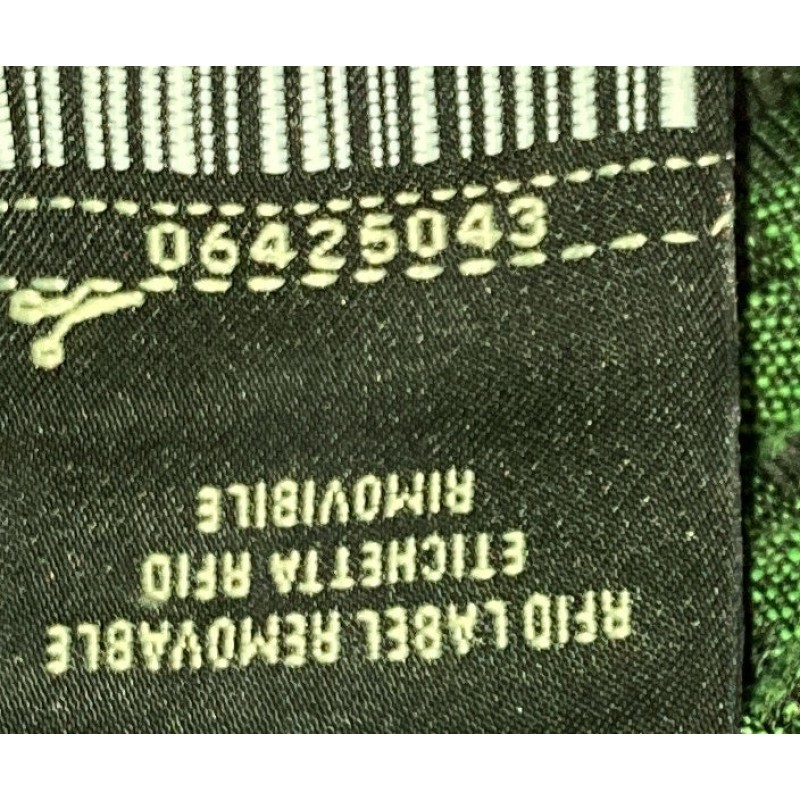 06425043
RFID LABEL REMOVABLE
ETICHETTA RFID
RIMOVIBILE